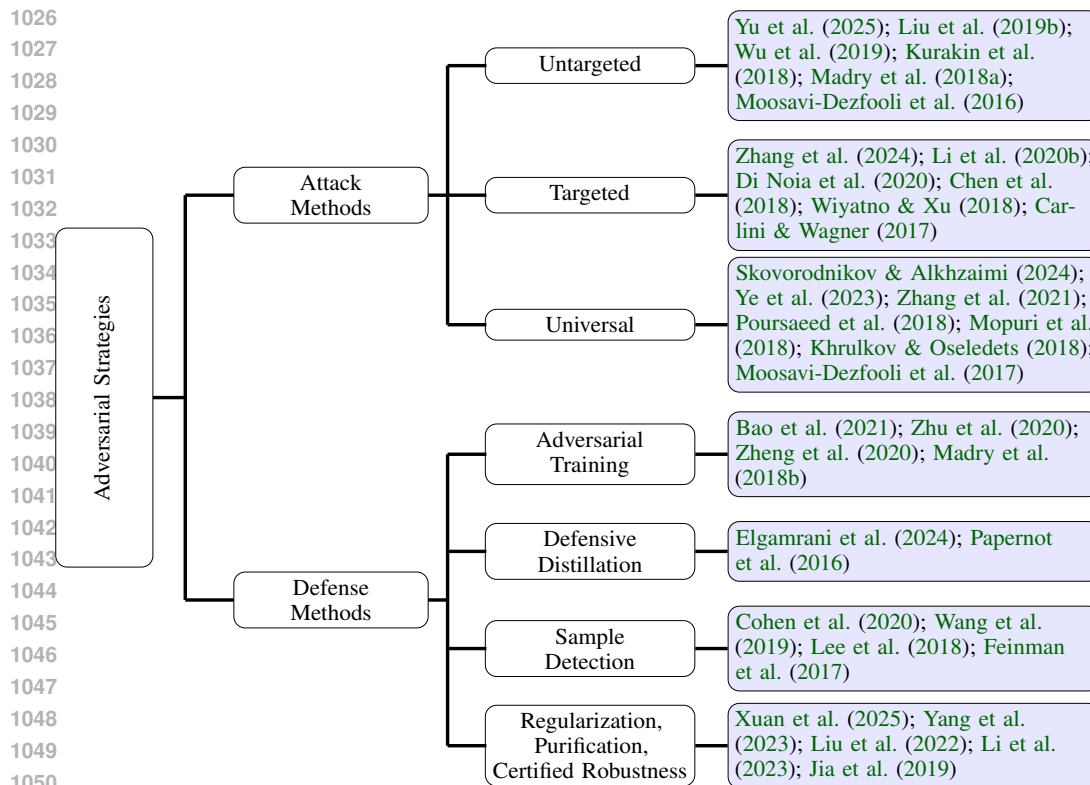 1026
1027
1028
1029
1030
1031
1032
1033
1034
1035
1036
1037
1038
1039
1040
1041
1042
1043
1044
1045
1046
1047
1048
1049
1050
Adversarial Strategies
Attack
Methods
Untargeted
Yu et al. (2025); Liu et al. (2019b);
Wu et al. (2019); Kurakin et al.
(2018); Madry et al. (2018a);
Moosavi-Dezfooli et al. (2016)
Targeted
Zhang et al. (2024); Li et al. (2020b);
Di Noia et al. (2020); Chen et al.
(2018); Wiyatno & Xu (2018); Car-
lini & Wagner (2017)
Universal
Skovorodnikov & Alkhzaimi (2024);
Ye et al. (2023); Zhang et al. (2021);
Poursaeed et al. (2018); Mopuri et al.
(2018); Khrulkov & Oseledets (2018);
Moosavi-Dezfooli et al. (2017)
Defense
Methods
Adversarial
Training
Bao et al. (2021); Zhu et al. (2020);
Zheng et al. (2020); Madry et al.
(2018b)
Defensive
Distillation
Elgamrani et al. (2024); Papernot
et al. (2016)
Sample
Detection
Cohen et al. (2020); Wang et al.
(2019); Lee et al. (2018); Feinman
et al. (2017)
Regularization,
Purification,
Certified Robustness
Xuan et al. (2025); Yang et al.
(2023); Liu et al. (2022); Li et al.
(2023); Jia et al. (2019)